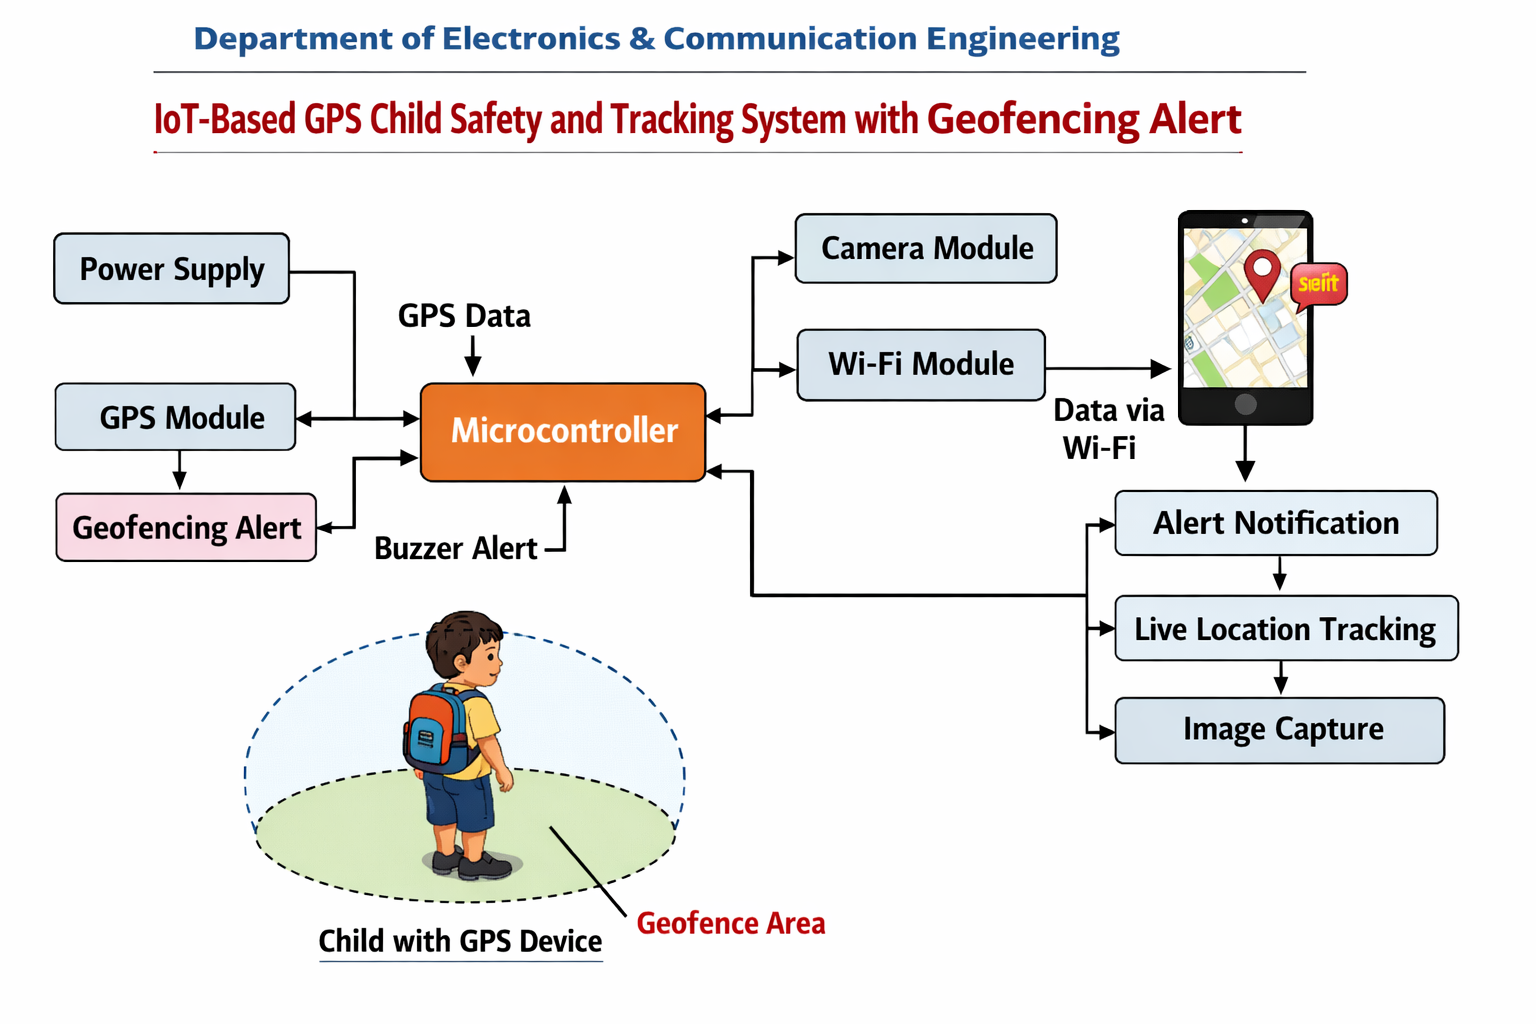 Department of Electronics & Communication Engineering
IoT-Based GPS Child Safety and Tracking System with Geofencing Alert
Power Supply
GPS Data
Camera Module
Wi-Fi Module
GPS Module
Microcontroller
Data via
Wi-Fi
Geofencing Alert
Buzzer Alert
Alert Notification
Live Location Tracking
Image Capture
Geofence Area
Child with GPS Device